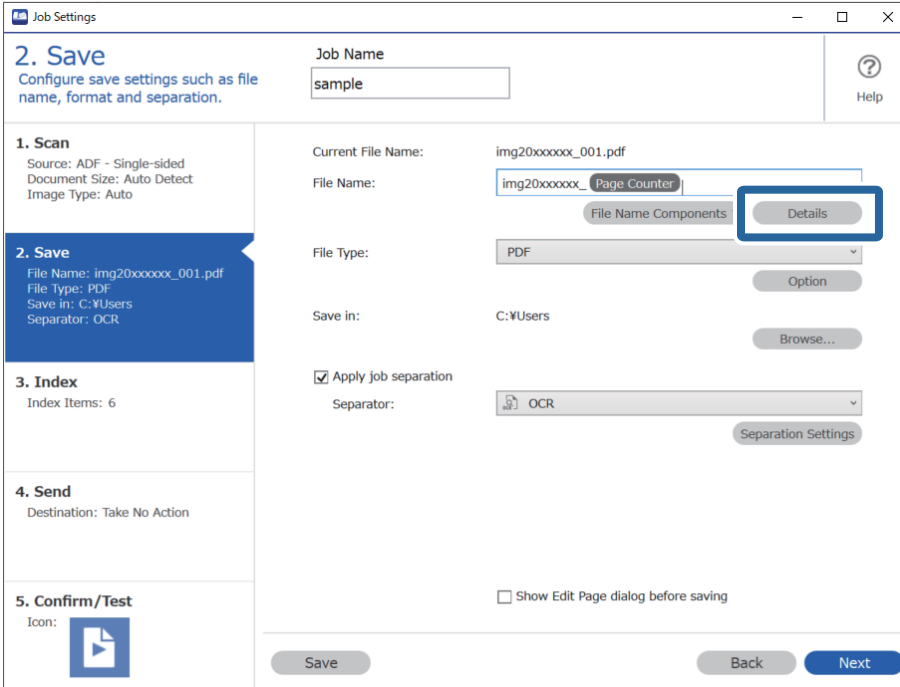 Job Settings
2. Save
Configure save settings such as file
name, format and separation.
Job Name
sample
Help
1. Scan
Source: ADF - Single-sided
Document Size: Auto Detect
Image Type: Auto
2. Save
File Name: img20xxxxxx_001.pdf
File Type: PDF
Save in: C:¥Users
Separator: OCR
3. Index
Index Items: 6
4. Send
Destination: Take No Action
5. Confirm/Test
Icon:
Current File Name: img20xxxxxx_001.pdf
File Name: img20xxxxxx_ Page Counter
File Name Components Details
File Type: PDF
Option
Save in: C:¥Users
Browse...
Apply job separation
Separator: OCR
Separation Settings
Show Edit Page dialog before saving
Save Back Next